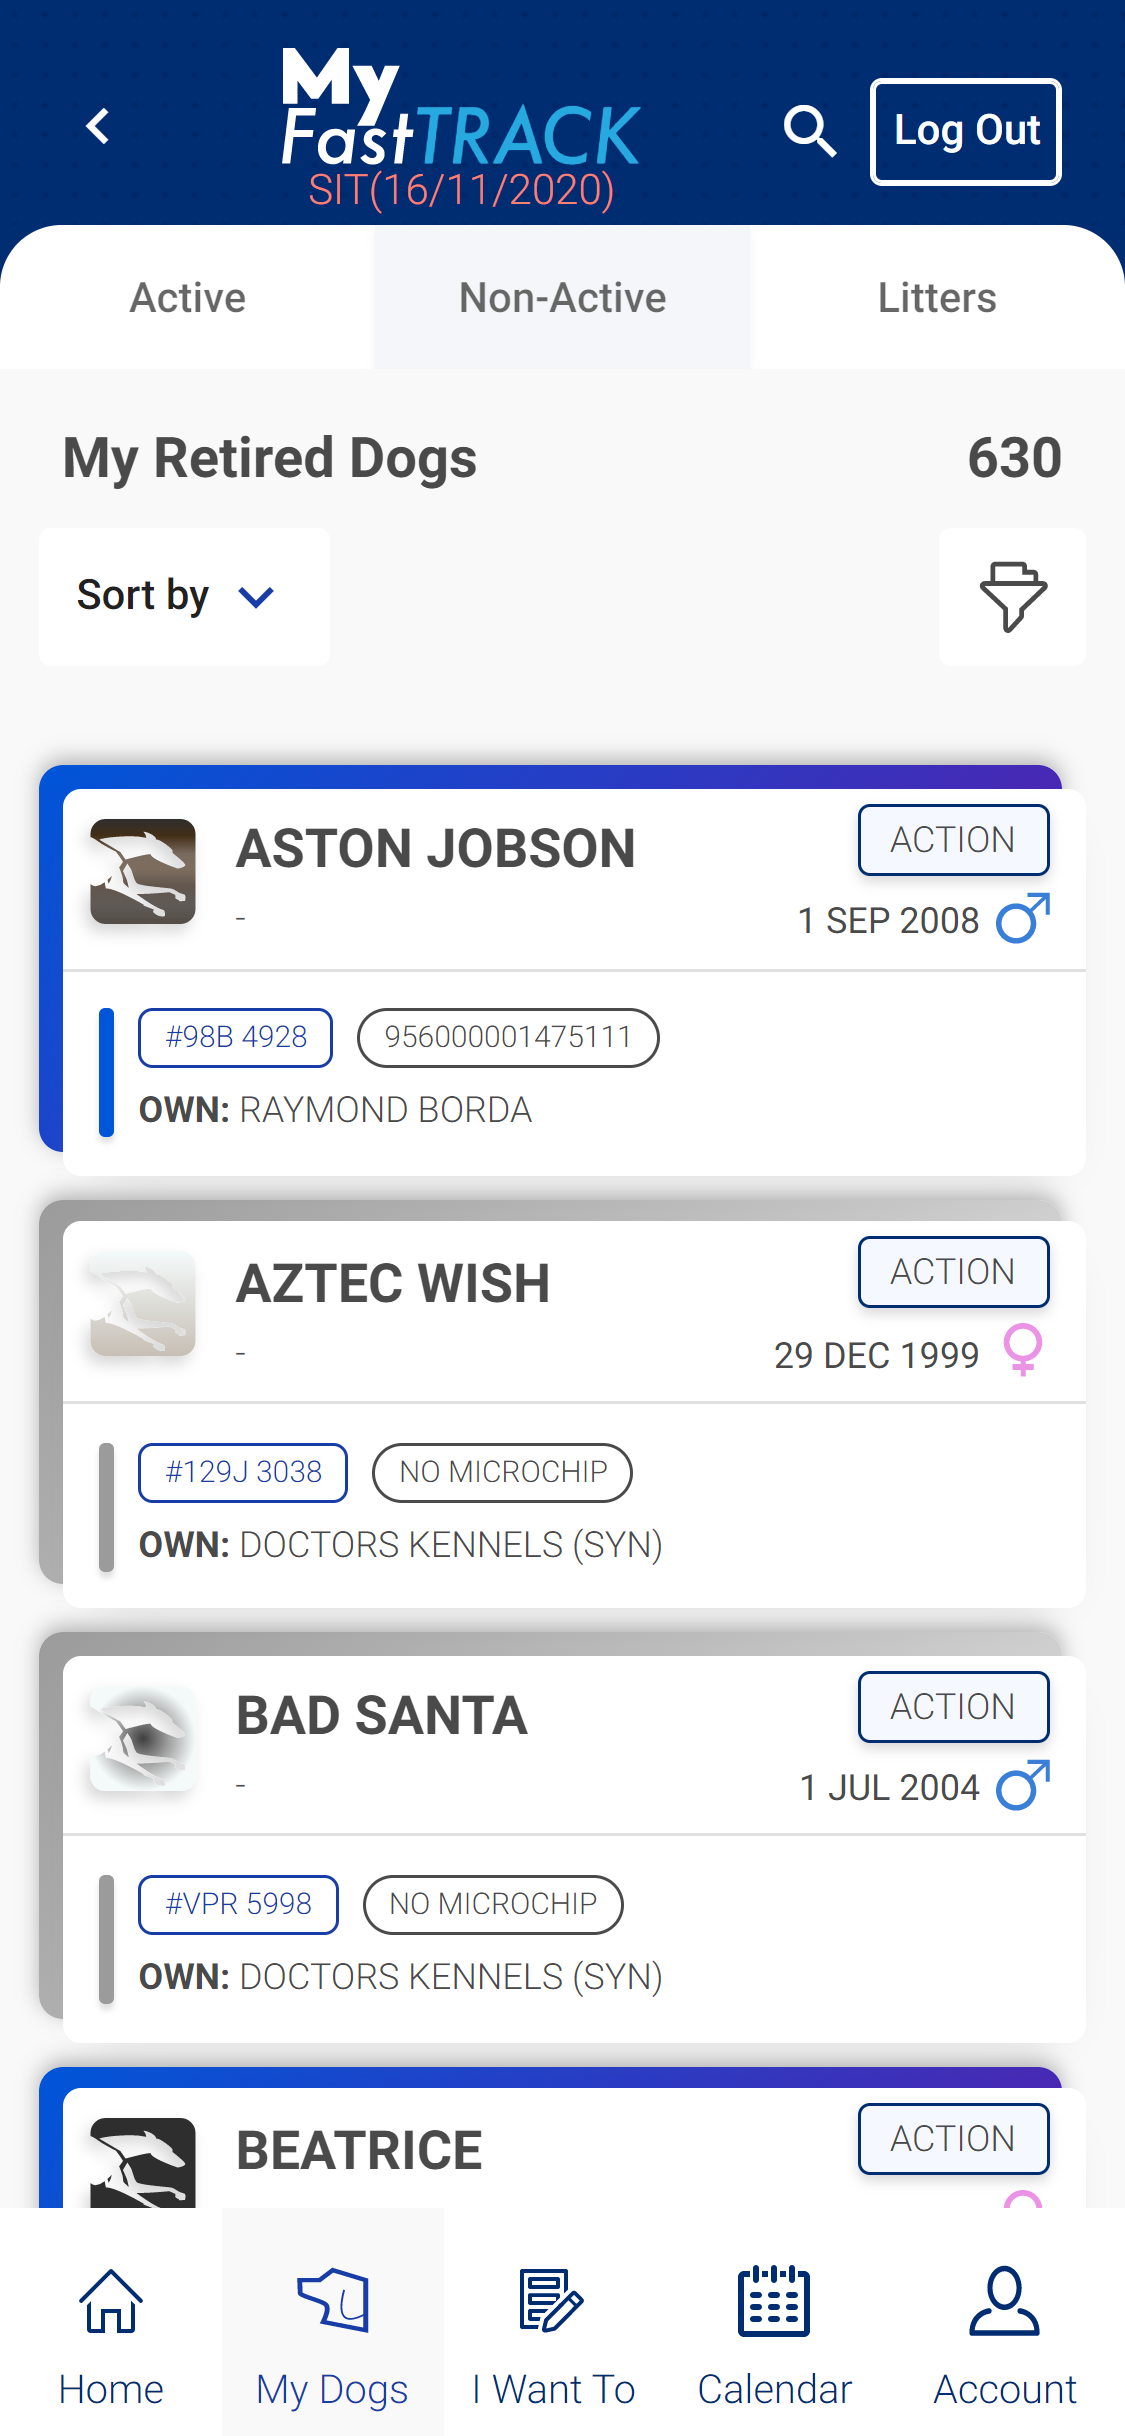 My
FastTRACK
SIT(16/11/2020)
Log Out
Active Non-Active Litters
My Retired Dogs 630
Sort by
ASTON JOBSON ACTION
- 1 SEP 2008
#98B 4928 956000001475111
OWN: RAYMOND BORDA
AZTEC WISH ACTION
- 29 DEC 1999
#129J 3038 NO MICROCHIP
OWN: DOCTORS KENNELS (SYN)
BAD SANTA ACTION
- 1 JUL 2004
#VPR 5998 NO MICROCHIP
OWN: DOCTORS KENNELS (SYN)
BEATRICE ACTION
Home My Dogs I Want To Calendar Account